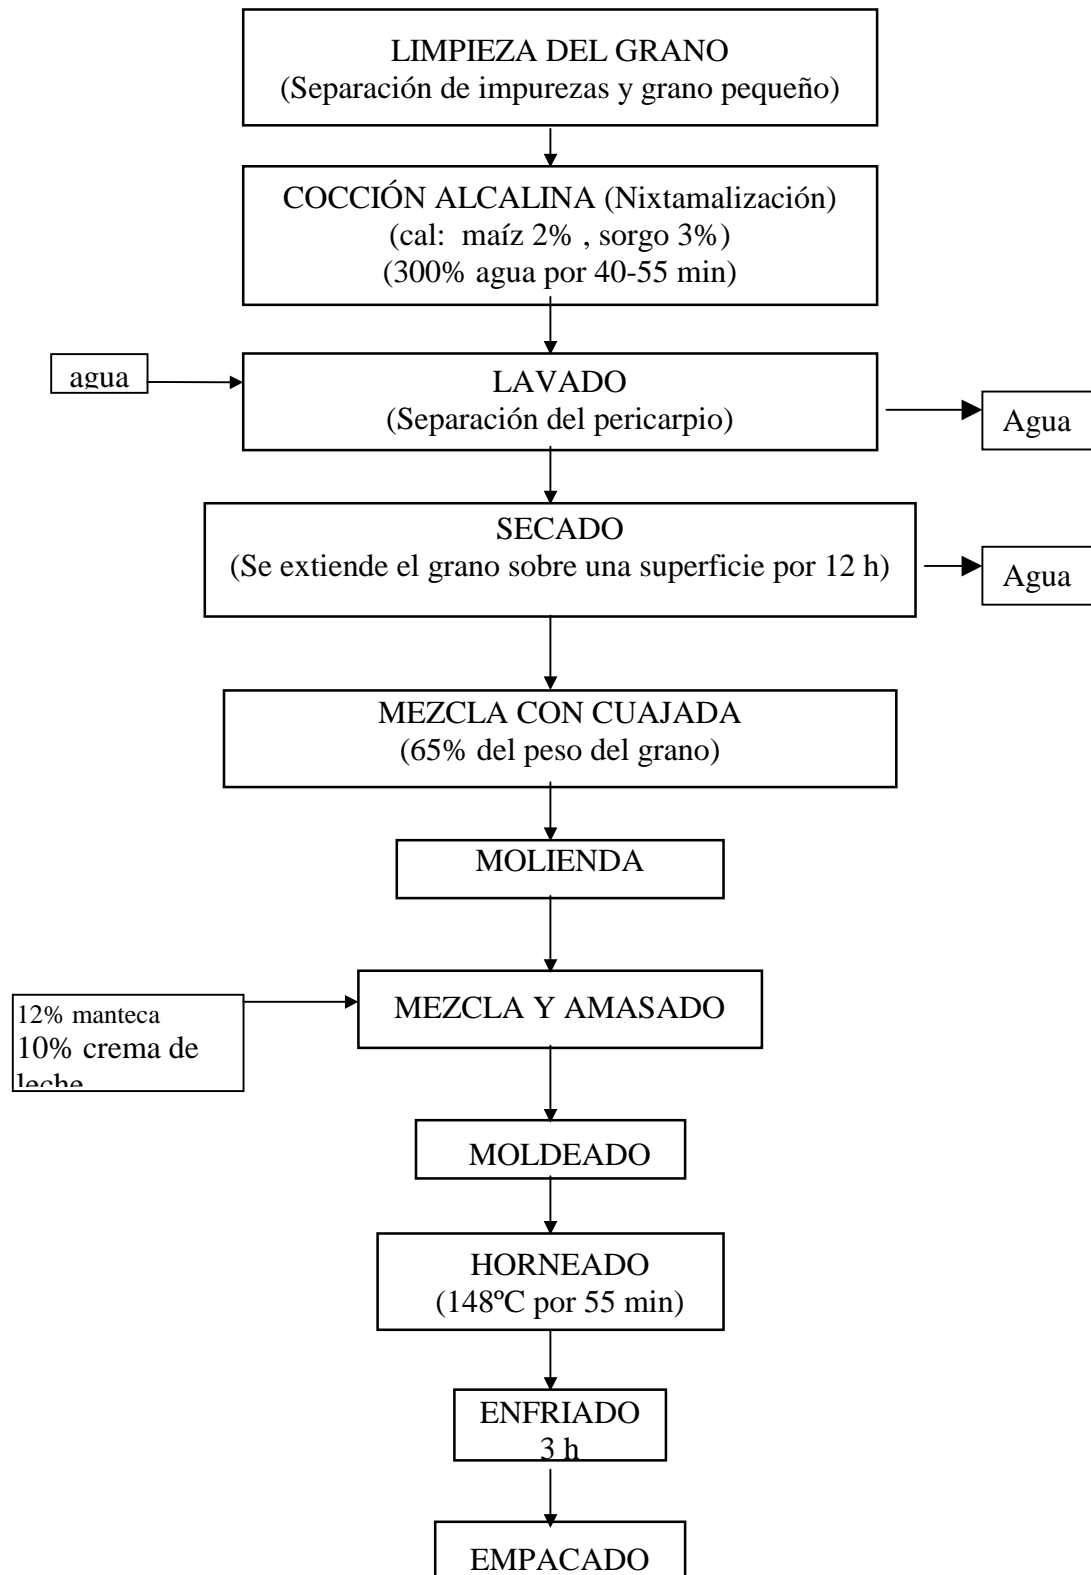 LIMPIEZA DEL GRANO
(Separación de impurezas y grano pequeño)
COCCIÓN ALCALINA (Nixtamalización)
(cal:  maíz 2% , sorgo 3%)
(300% agua por 40-55 min)
agua
LAVADO
(Separación del pericarpio)
Agua
SECADO
(Se extiende el grano sobre una superficie por 12 h)
Agua
MEZCLA CON CUAJADA
(65% del peso del grano)
MOLIENDA
12% manteca
10% crema de
leche
MEZCLA Y AMASADO
MOLDEADO
HORNEADO
(148ºC por 55 min)
ENFRIADO
3 h
EMPACADO